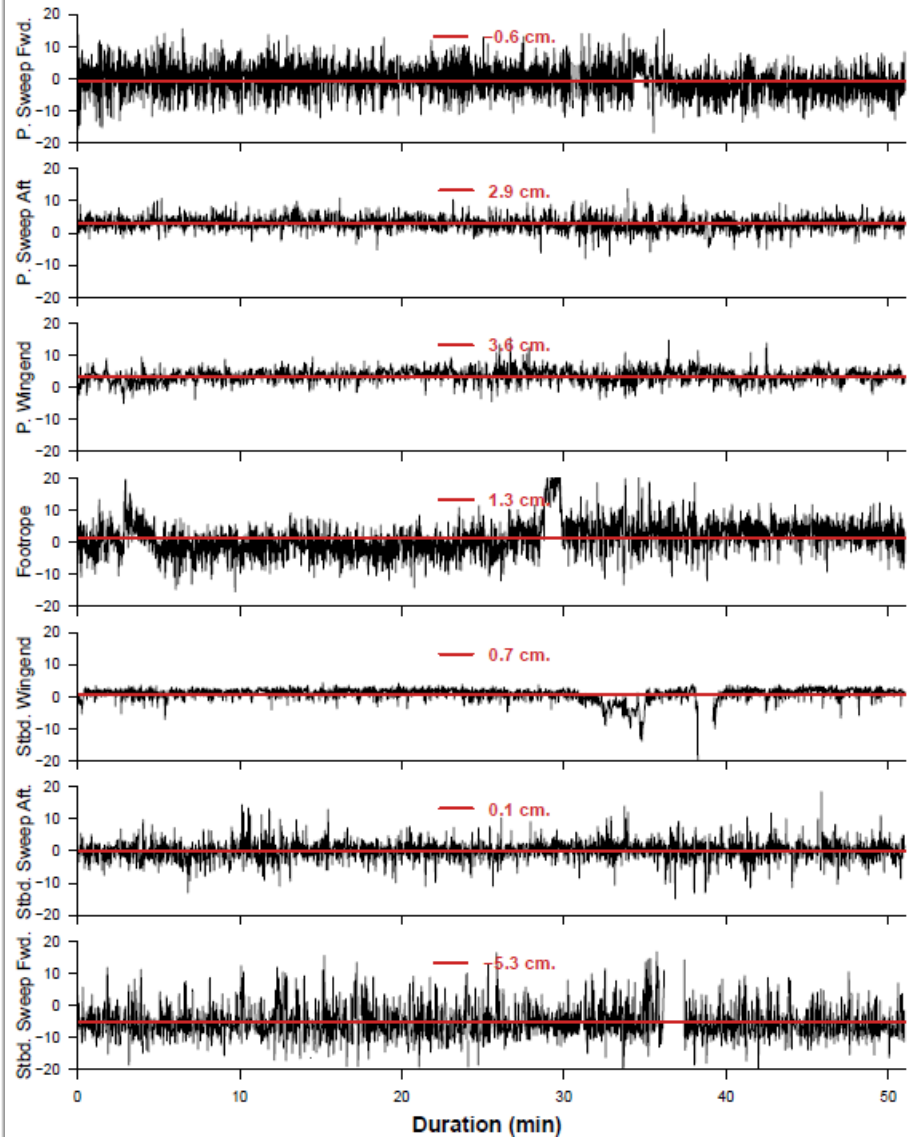 P. Sweep Fwd.
20
10
0
−10
−20
−0.6 cm.
P. Sweep Aft
20
10
0
−10
−20
2.9 cm.
P. Wingend
20
10
0
−10
−20
3.6 cm.
Footrope
20
10
0
−10
−20
1.3 cm.
Stbd. Wingend
20
10
0
−10
−20
0.7 cm.
Stbd. Sweep Aft.
20
10
0
−10
−20
0.1 cm.
Stbd. Sweep Fwd.
20
10
0
−10
−20
−5.3 cm.
0 10 20 30 40 50
Duration (min)